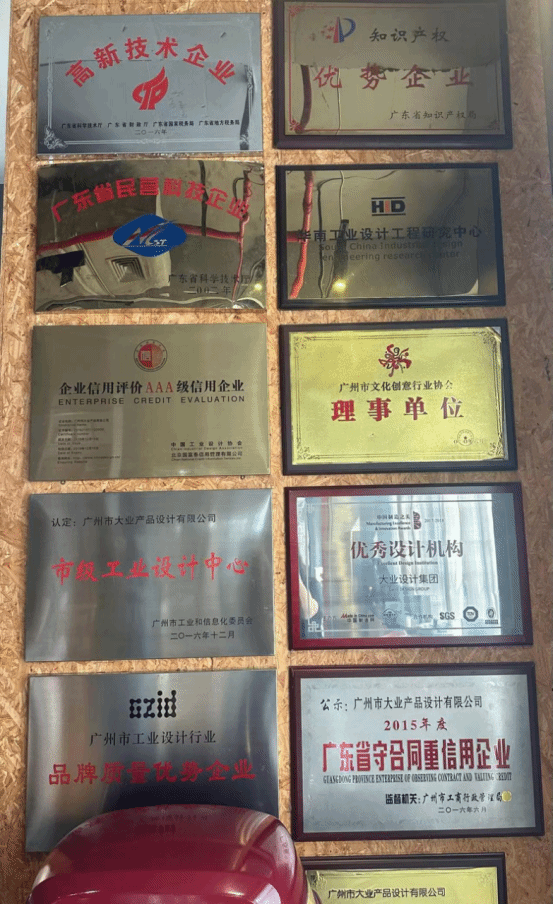 高新技术企业
广东省科学技术厅 广东省财政厅 广东省国家税务局 广东省地方税务局
二〇一六年
知识产权
优势企业
广东省知识产权局
广东省民营科技企业
广东省科学技术厅
HED
华南工业设计工程研究中心
South China Industrial Design
engineering research center
信
企业信用评价AAA级信用企业
ENTERPRISE CREDIT EVALUATION
中国工业设计协会
广州市文化创意行业协会
理事单位
认定：广州市大业产品设计有限公司
市级工业设计中心
广州市工业和信息化委员会
二〇一六年十二月
优秀设计机构
Excellent Design Institution
大业设计集团
SGS
gzid
广州市工业设计行业
品牌质量优势企业
公示：广州市大业产品设计有限公司
2015年度
广东省守合同重信用企业
GUANGDONG PROVINCE ENTERPRISE OF OBSERVING CONTRACT AND VALUING CREDIT
监督机关：广州市工商行政管理局
二〇一六年六月
广州市大业产品设计有限公司